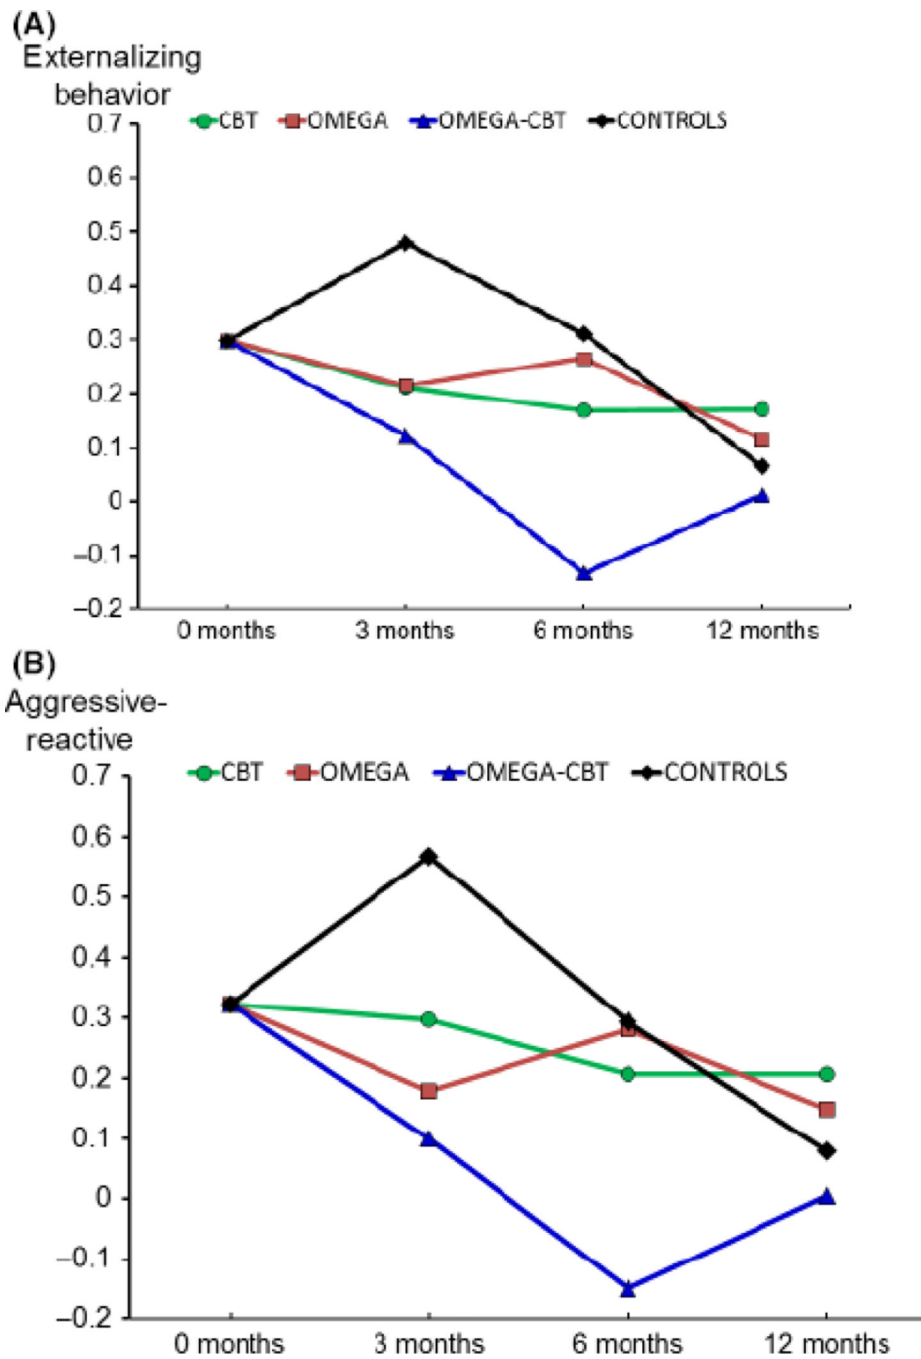 (A)
Externalizing
behavior
CBT OMEGA OMEGA-CBT CONTROLS
0.7
0.6
0.5
0.4
0.3
0.2
0.1
0
–0.1
–0.2
0 months 3 months 6 months 12 months
(B)
Aggressive-
reactive
CBT OMEGA OMEGA-CBT CONTROLS
0.7
0.6
0.5
0.4
0.3
0.2
0.1
0
–0.1
–0.2
0 months 3 months 6 months 12 months